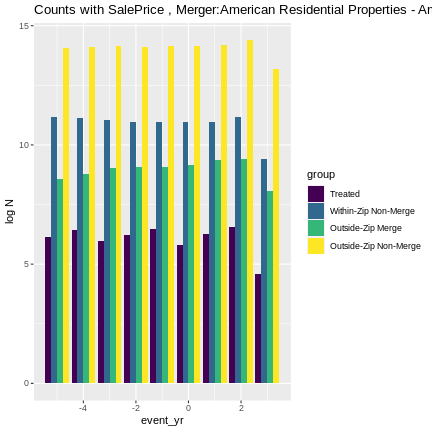 Counts with SalePrice , Merger:American Residential Properties - 
15
10
5
0
log N
-4
-2
0
2
event_yr
group
Treated
Within-Zip Non-Merge
Outside-Zip Merge
Outside-Zip Non-Merge